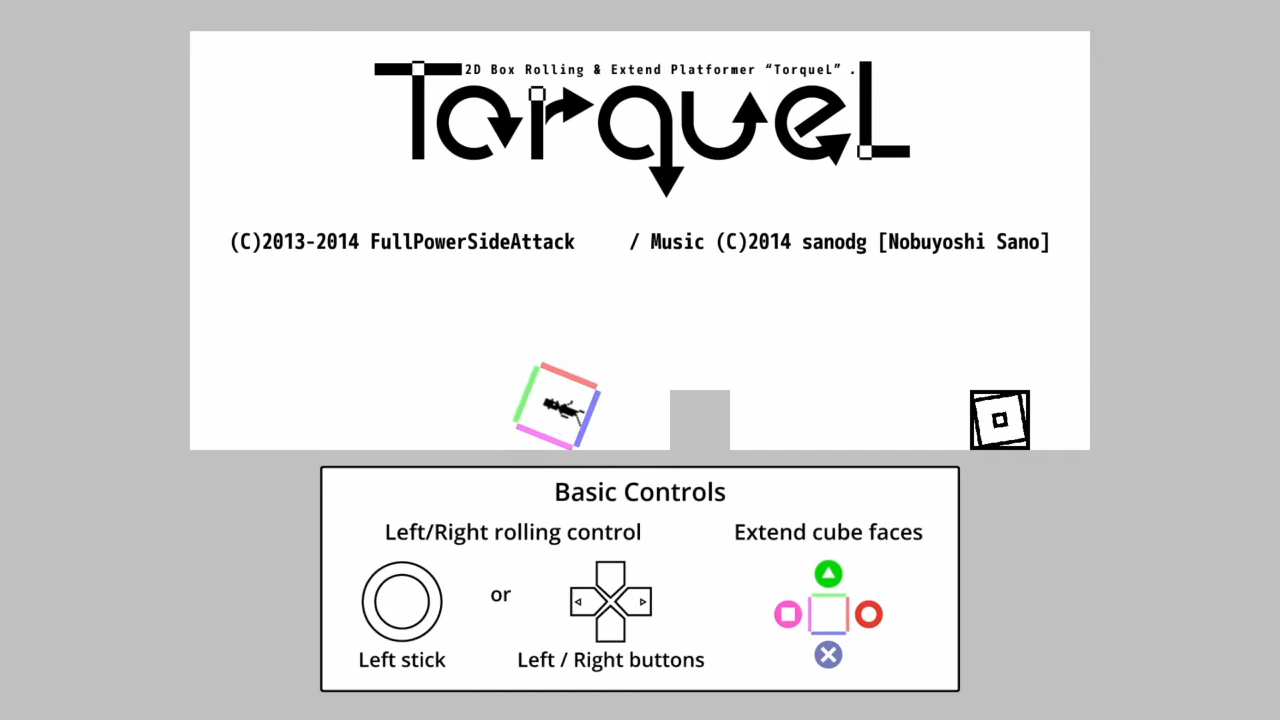 2D Box Rolling & Extend Platformer “TorqueL” .
TorqueL
(C)2013-2014 FullPowerSideAttack / Music (C)2014 sanodg [Nobuyoshi Sano]
Basic Controls
Left/Right rolling control Extend cube faces
or
Left stick Left / Right buttons